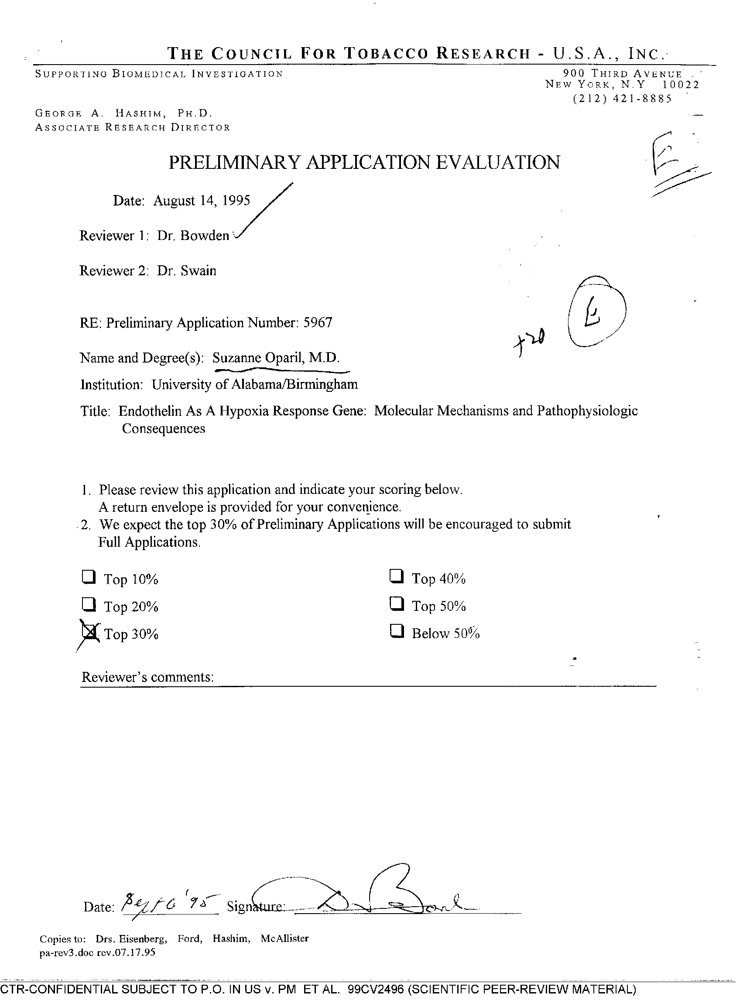 THE COUNCIL FOR TOBACCO RESEARCH - U.S.A., INC.
SUPPORTING BIOMEDICAL INVESTIGATION
900 THIRD AVENUE
NEW YORK, N.Y 10022
(212) 421-8885
GEORGE A. HASHIM, PH.D.
ASSOCIATE RESEARCH DIRECTOR
E
PRELIMINARY APPLICATION EVALUATION
Date: August 14, 1995
Reviewer 1: Dr. Bowden
Reviewer 2: Dr. Swain
E
RE: Preliminary Application Number: 5967
Name and Degree(s): Suzanne Oparil, M.D.
Institution: University of Alabama/Birmingham
Title: Endothelin As A Hypoxia Response Gene: Molecular Mechanisms and Pathophysiologic
Consequences
1. Please review this application and indicate your scoring below.
A return envelope is provided for your convenience.
2. We expect the top 30% of Preliminary Applications will be encouraged to submit
Full Applications.
Top 10%
Top 40%
Top 20%
Top 50%
Top 30%
Below 50%
Reviewer's comments:
Date: Sept 6 '95 Signature:
Copies to: Drs. Eisenberg, Ford, Hashim, McAllister
pa-rev3.doc rev.07.17.95
CTR-CONFIDENTIAL SUBJECT TO P.O. IN US v. PM ET AL. 99CV2496 (SCIENTIFIC PEER-REVIEW MATERIAL)